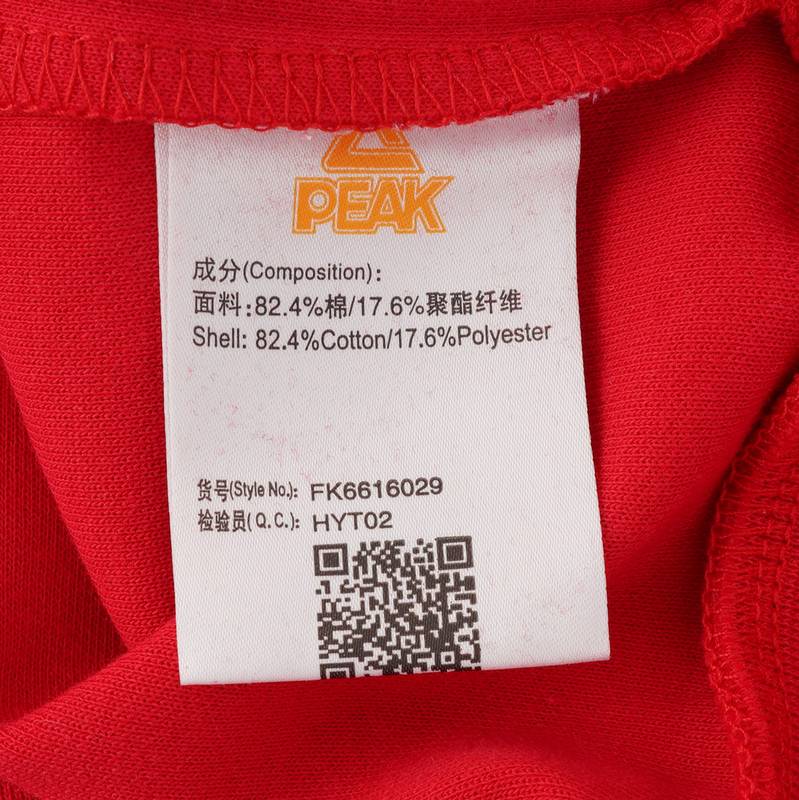 PEAK
成分(Composition):
面料:82.4%棉/17.6%聚酯纤维
Shell: 82.4%Cotton/17.6%Polyester
货号(Style No.): FK6616029
检验员(Q.C.): HYT02